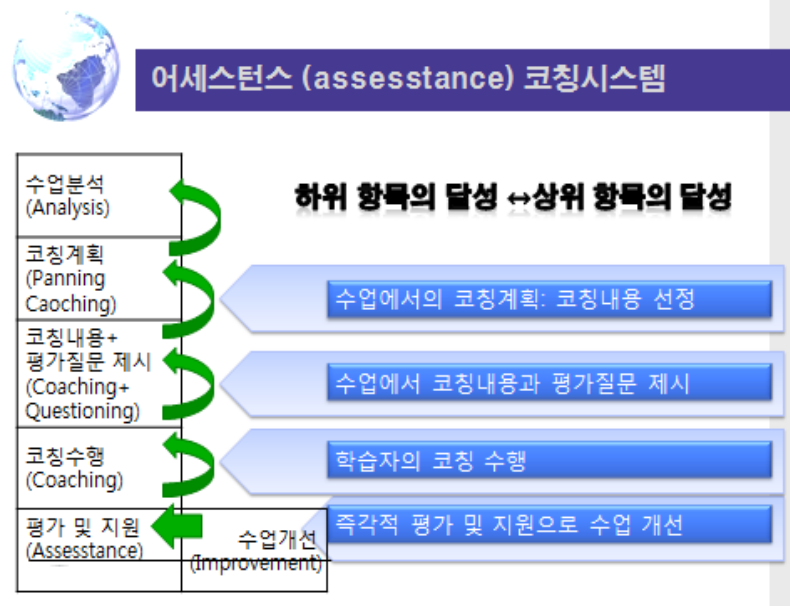 어세스턴스 (assesstance) 코칭시스템
하위 항목의 달성 ↔상위 항목의 달성
수업분석
(Analysis)
코칭계획
(Panning
Caoching)
수업에서의 코칭계획: 코칭내용 선정
코칭내용+
평가질문 제시
(Coaching+
Questioning)
수업에서 코칭내용과 평가질문 제시
코칭수행
(Coaching)
학습자의 코칭 수행
평가 및 지원
(Assesstance)
수업개선
(Improvement)
즉각적 평가 및 지원으로 수업 개선